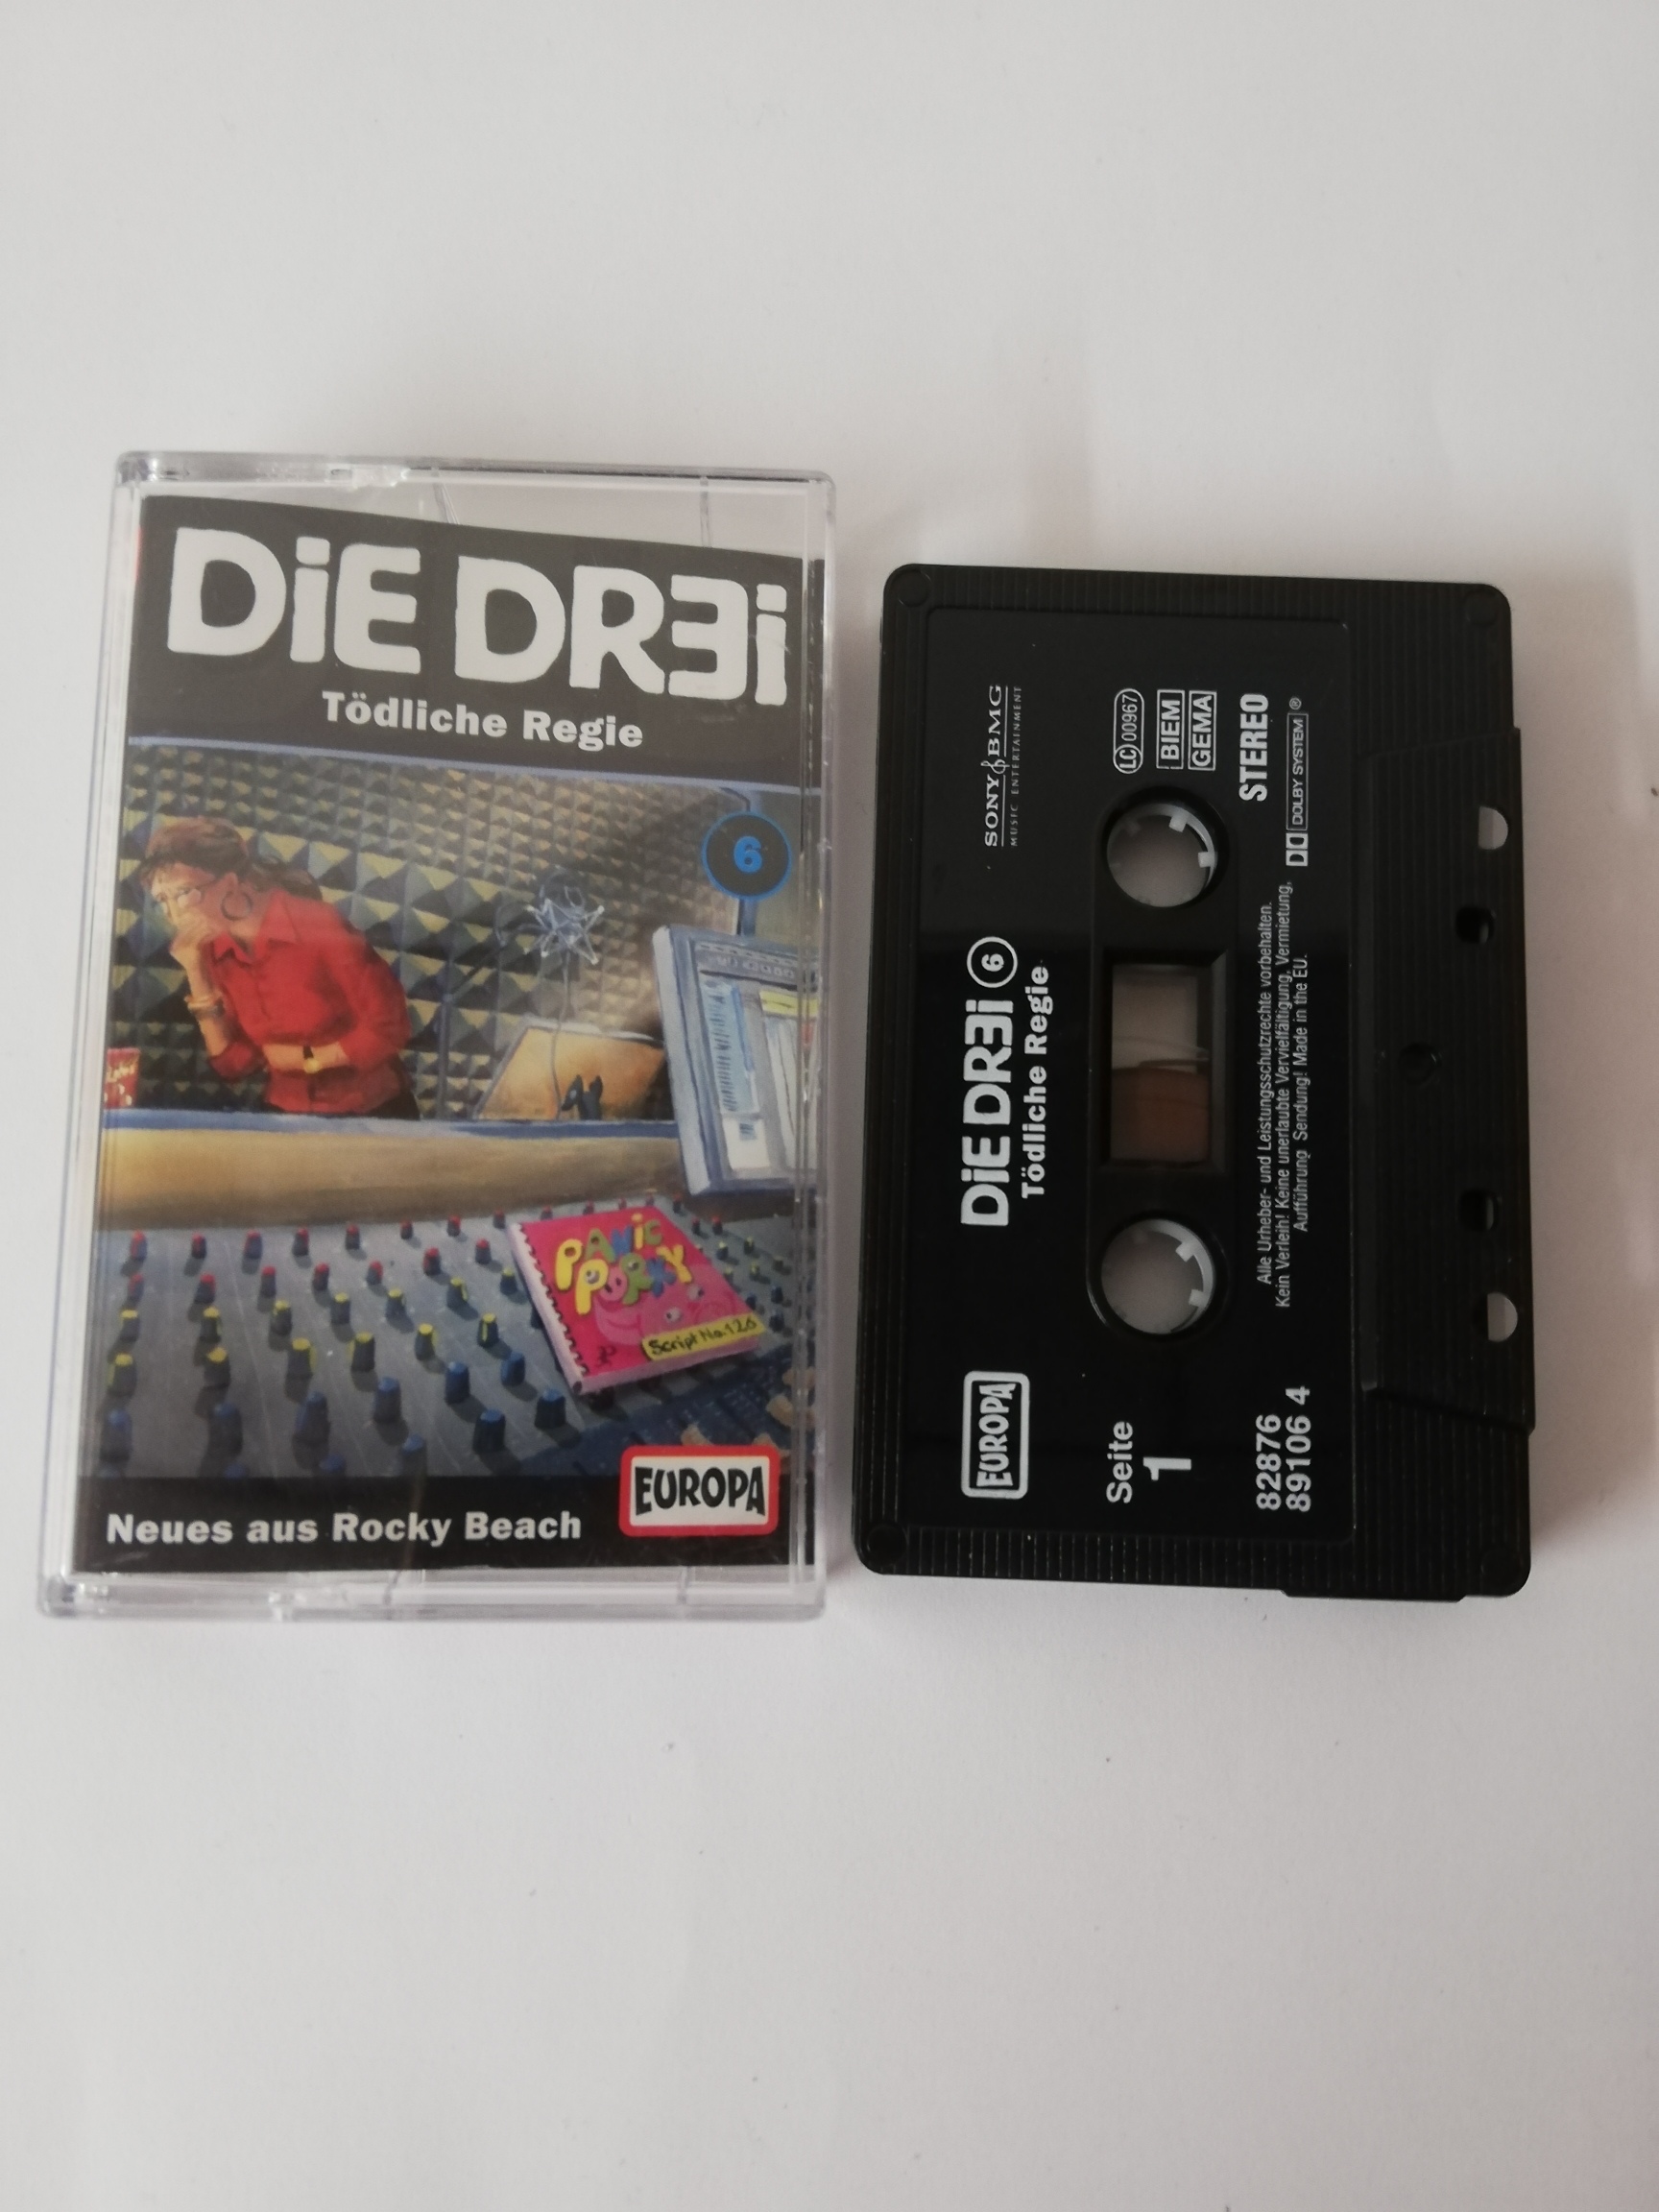 DiE DR3i
Tödliche Regie
6
PANiC
PORKY
Script No. 126
EUROPA
Neues aus Rocky Beach
SONY BMG
MUSIC ENTERTAINMENT
DiE DR3i 6
Tödliche Regie
EUROPA
LC 00967
BIEM
GEMA
STEREO
DOLBY SYSTEM ®
Seite
1
82876
89106 4
Alle Urheber- und Leistungsschutzrechte vorbehalten.
Kein Verleih! Keine unerlaubte Vervielfältigung, Vermietung,
Aufführung, Sendung! Made in the EU.